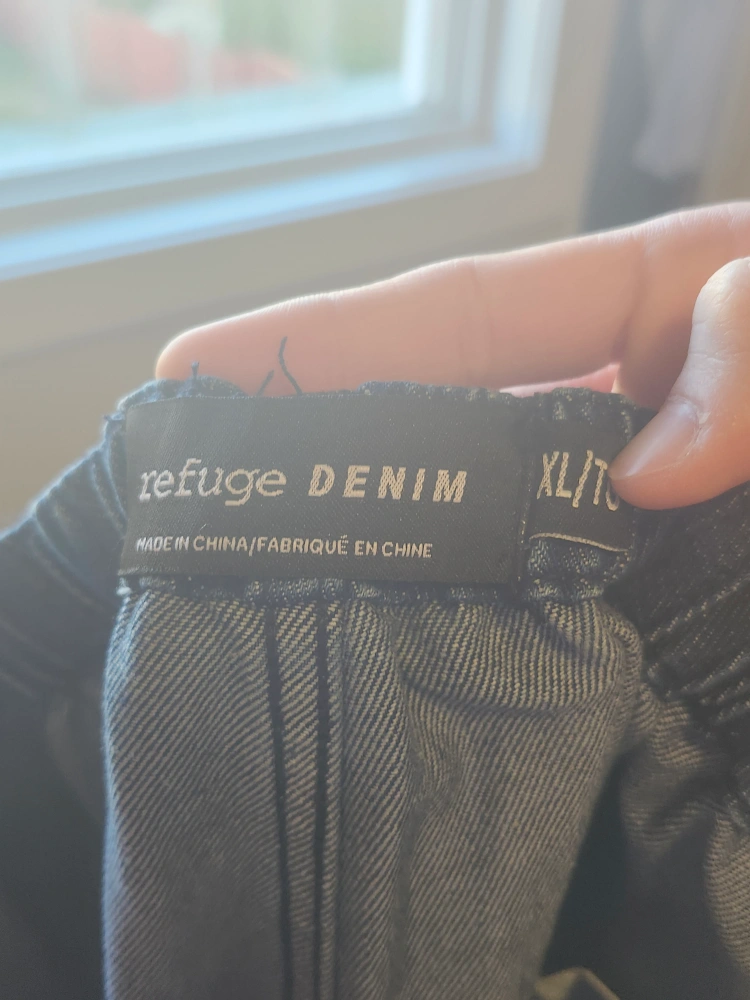 refuge DENIM
MADE IN CHINA/FABRIQUÉ EN CHINE